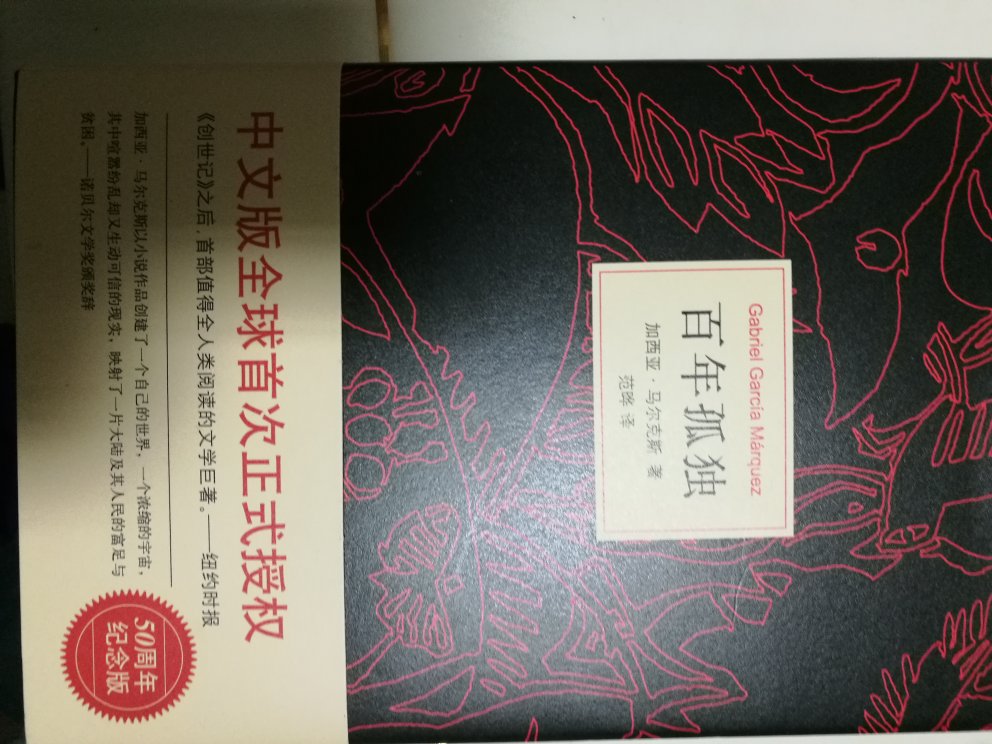 Gabriel García Márquez
百年孤独
加西亚·马尔克斯 著
范晔 译
中文版全球首次正式授权
《创世记》之后，首部值得全人类阅读的文学巨著。——纽约时报
加西亚·马尔克斯以小说作品创建了一个自己的世界，一个浓缩的宇宙，
其中喧嚣纷乱却又生动可信的现实，映射了一片大陆及其人民的富足与
贫困。——诺贝尔文学奖颁奖辞
50周年
纪念版